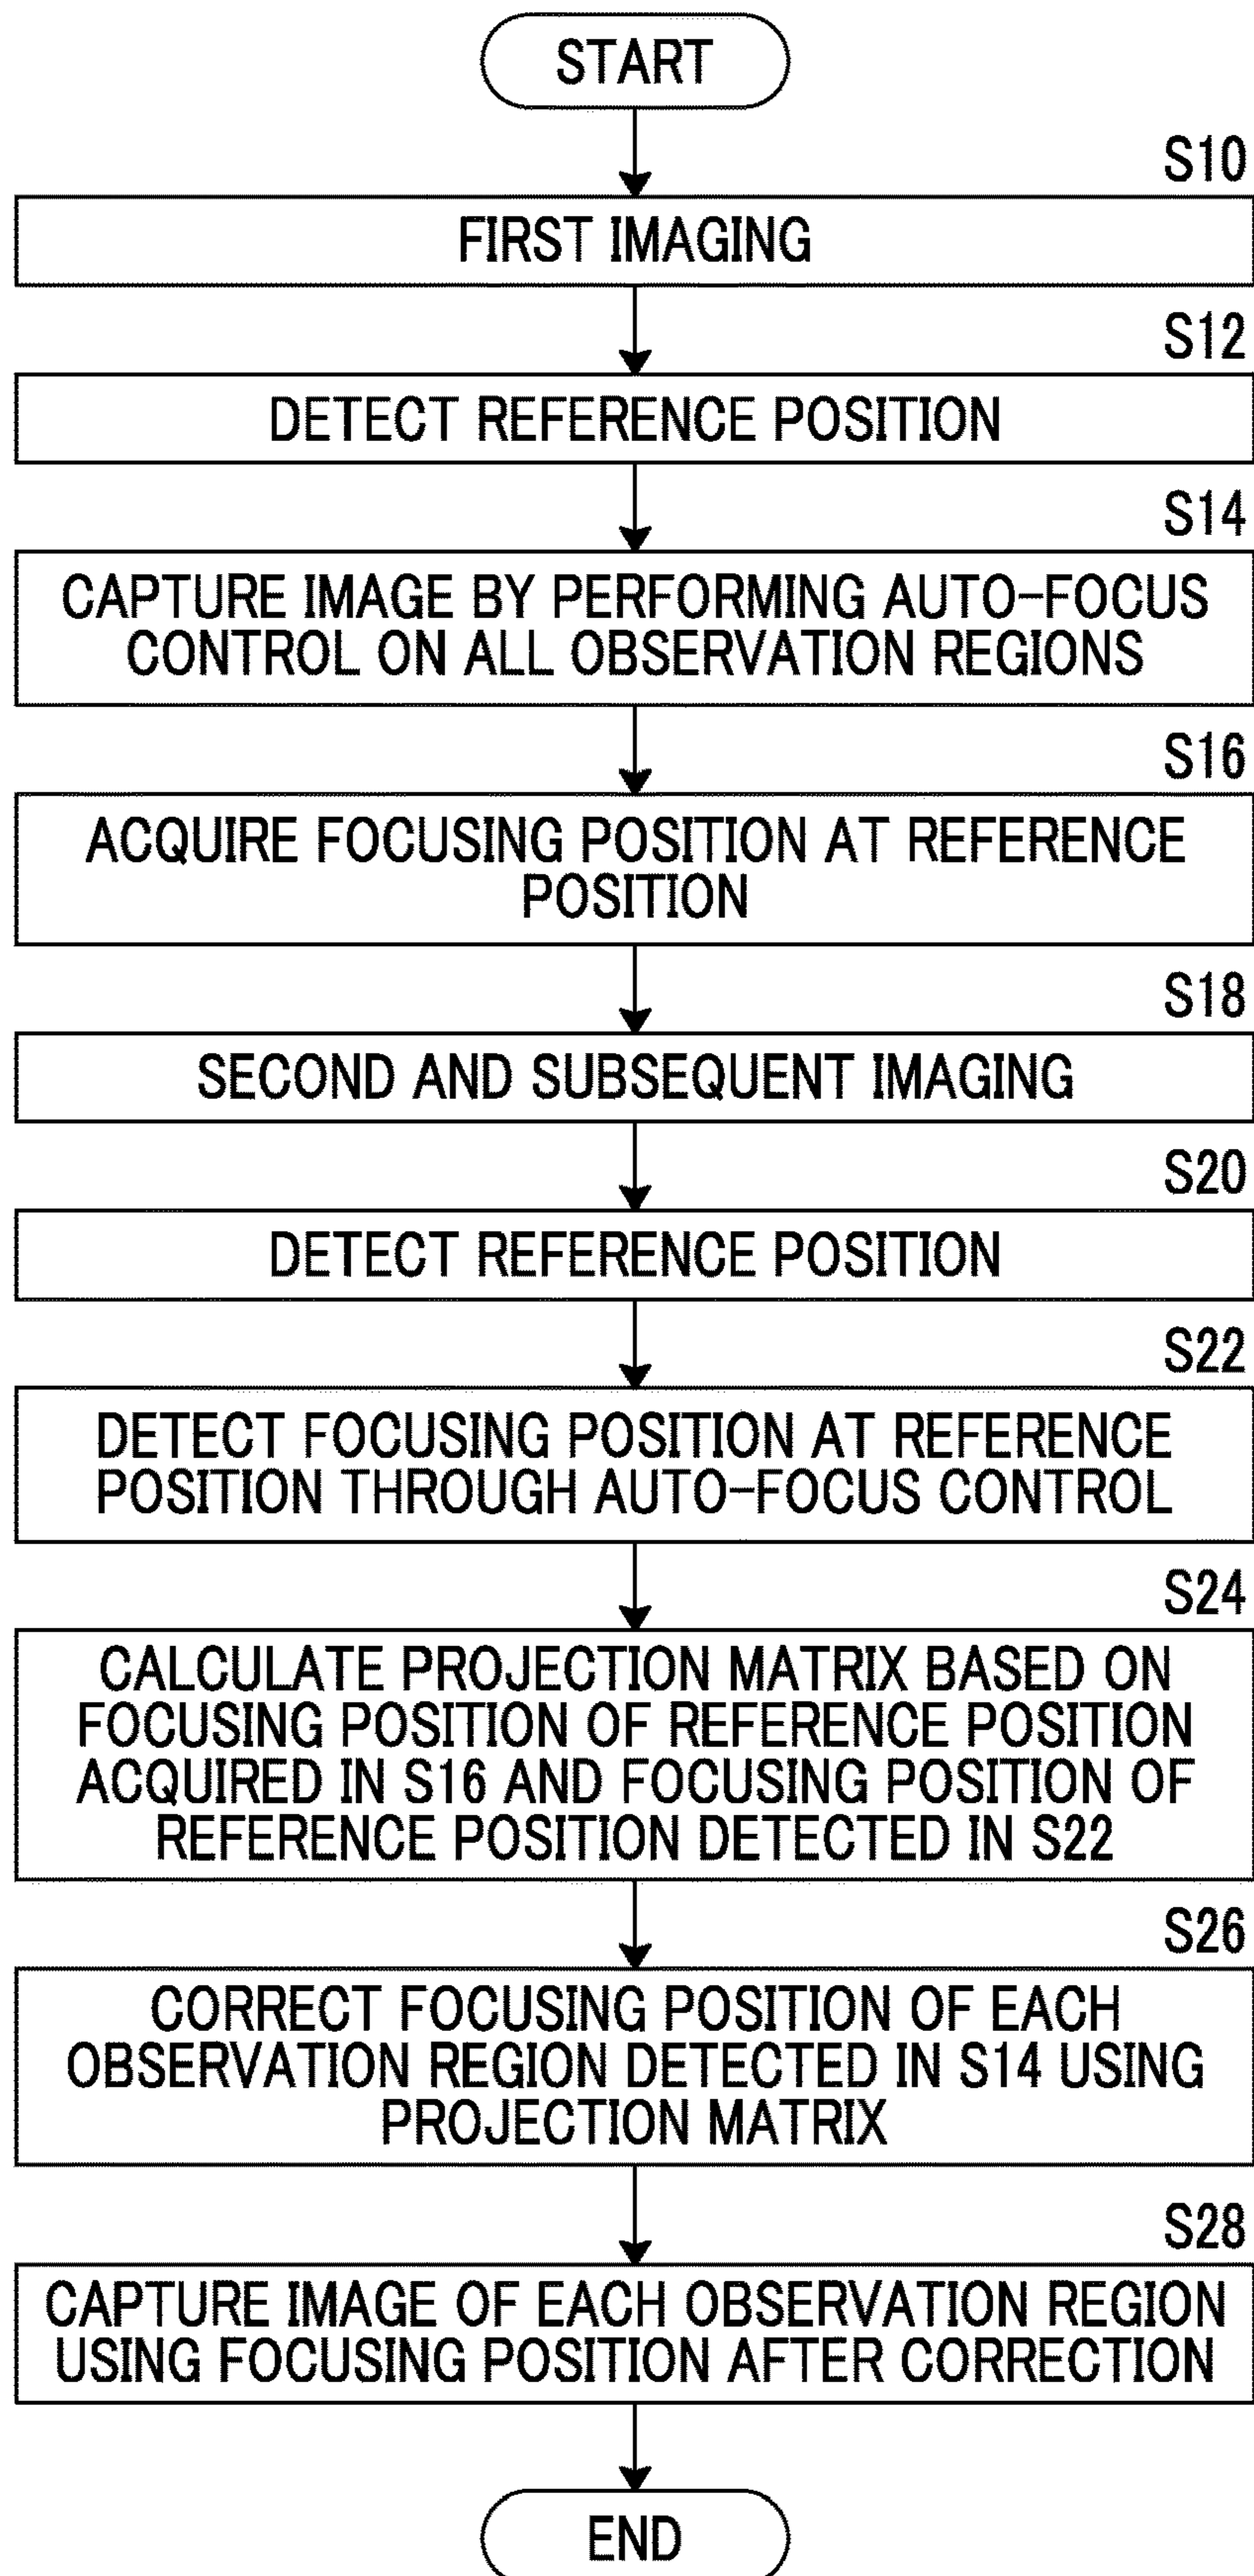 START
S10
FIRST IMAGING
S12
DETECT REFERENCE POSITION
S14
CAPTURE IMAGE BY PERFORMING AUTO-FOCUS
CONTROL ON ALL OBSERVATION REGIONS
S16
ACQUIRE FOCUSING POSITION AT REFERENCE
POSITION
S18
SECOND AND SUBSEQUENT IMAGING
S20
DETECT REFERENCE POSITION
S22
DETECT FOCUSING POSITION AT REFERENCE
POSITION THROUGH AUTO-FOCUS CONTROL
S24
CALCULATE PROJECTION MATRIX BASED ON
FOCUSING POSITION OF REFERENCE POSITION
ACQUIRED IN S16 AND FOCUSING POSITION OF
REFERENCE POSITION DETECTED IN S22
S26
CORRECT FOCUSING POSITION OF EACH
OBSERVATION REGION DETECTED IN S14 USING
PROJECTION MATRIX
S28
CAPTURE IMAGE OF EACH OBSERVATION REGION
USING FOCUSING POSITION AFTER CORRECTION
END